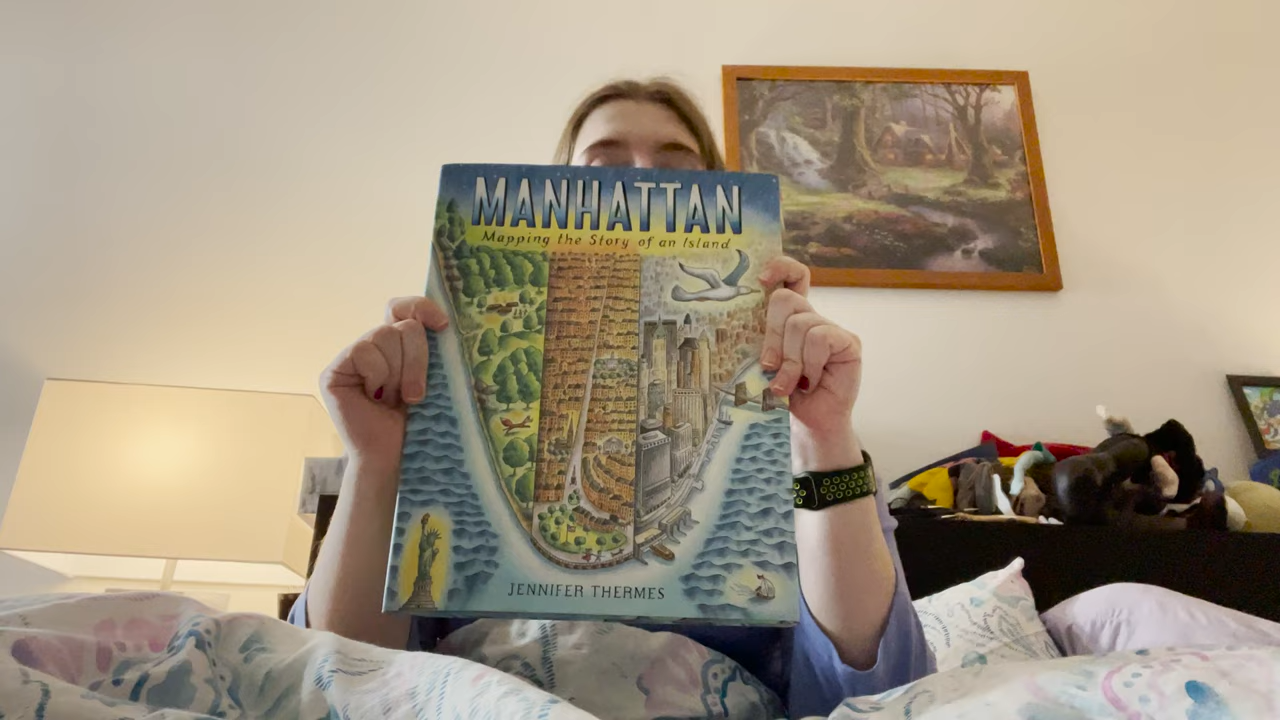 MANHATTAN
Mapping the Story of an Island
JENNIFER THERMES